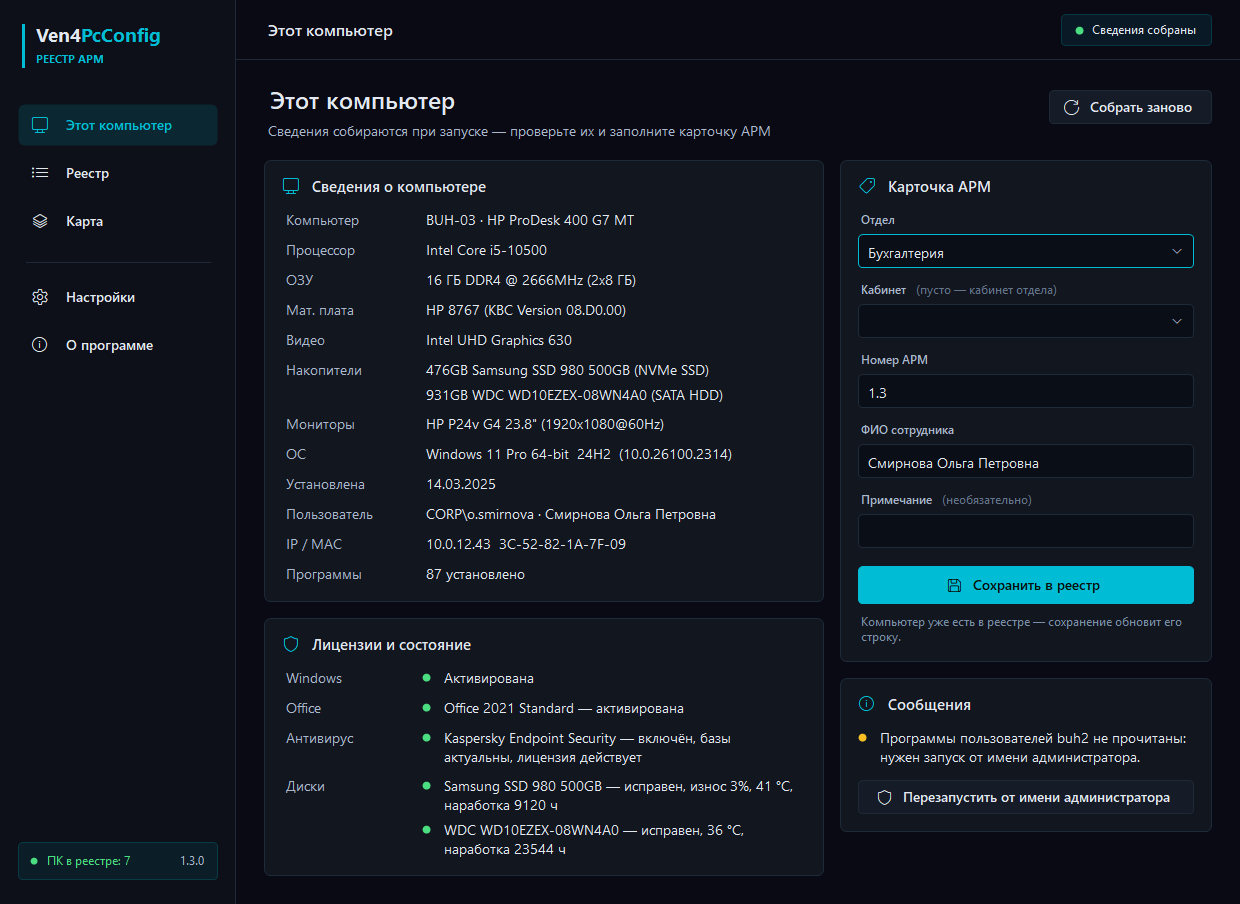 Ven4PcConfig
РЕЕСТР АРМ
Этот компьютер
Реестр
Карта
Настройки
О программе
ПК в реестре: 7 1.3.0
Этот компьютер
Сведения собраны
Этот компьютер
Сведения собираются при запуске — проверьте их и заполните карточку АРМ
Собрать заново
Сведения о компьютере
Компьютер BUH-03 · HP ProDesk 400 G7 MT
Процессор Intel Core i5-10500
ОЗУ 16 ГБ DDR4 @ 2666MHz (2x8 ГБ)
Мат. плата HP 8767 (KBC Version 08.D0.00)
Видео Intel UHD Graphics 630
Накопители 476GB Samsung SSD 980 500GB (NVMe SSD)
931GB WDC WD10EZEX-08WN4A0 (SATA HDD)
Мониторы HP P24v G4 23.8" (1920x1080@60Hz)
ОС Windows 11 Pro 64-bit 24H2 (10.0.26100.2314)
Установлена 14.03.2025
Пользователь CORP\o.smirnova · Смирнова Ольга Петровна
IP / MAC 10.0.12.43 3C-52-82-1A-7F-09
Программы 87 установлено
Лицензии и состояние
Windows Активирована
Office Office 2021 Standard — активирована
Антивирус Kaspersky Endpoint Security — включён, базы
актуальны, лицензия действует
Диски Samsung SSD 980 500GB — исправен, износ 3%, 41 °C,
наработка 9120 ч
WDC WD10EZEX-08WN4A0 — исправен, 36 °C,
наработка 23544 ч
Карточка АРМ
Отдел
Бухгалтерия
Кабинет (пусто — кабинет отдела)
Номер АРМ
1.3
ФИО сотрудника
Смирнова Ольга Петровна
Примечание (необязательно)
Сохранить в реестр
Компьютер уже есть в реестре — сохранение обновит его
строку.
Сообщения
Программы пользователей buh2 не прочитаны:
нужен запуск от имени администратора.
Перезапустить от имени администратора